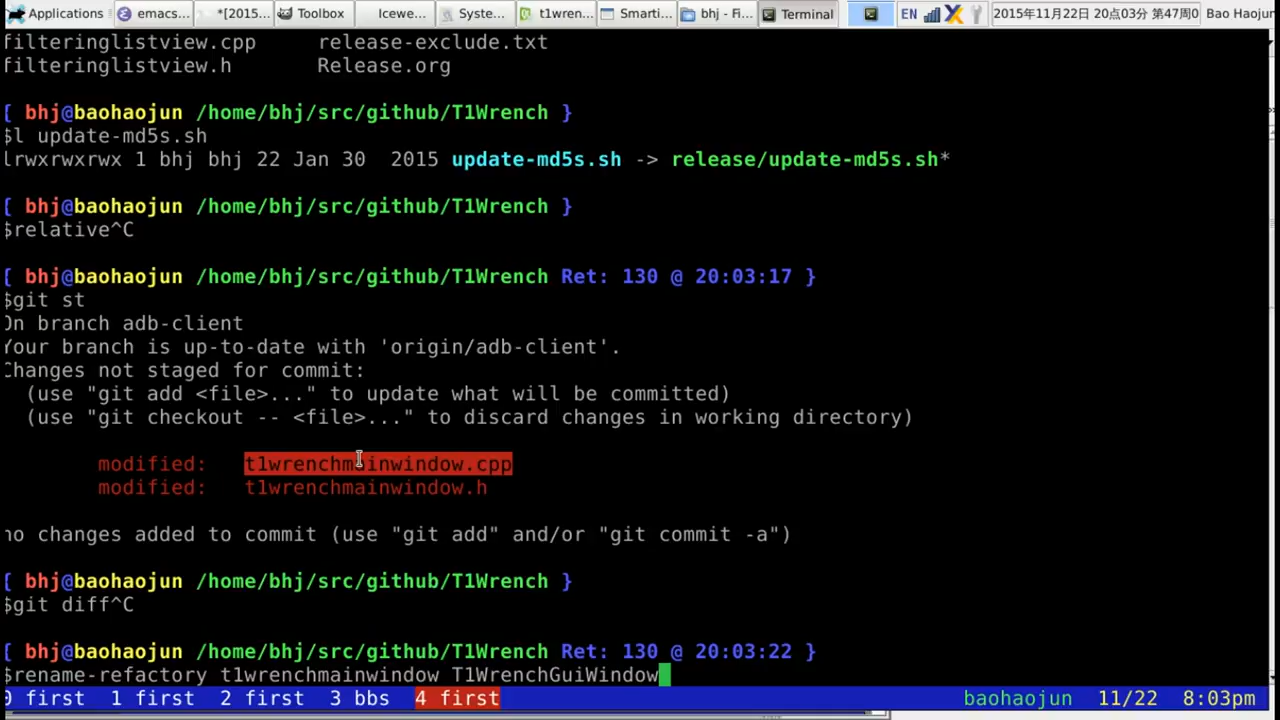 Applications emacs... *[2015... Toolbox Icewe... Syste... t1wren... Smarti... bhj - Fi... Terminal EN 2015年11月22日 20点03分 第47周0 Bao Haojun
filteringlistview.cpp release-exclude.txt
filteringlistview.h Release.org
[ bhj@baohaojun /home/bhj/src/github/T1Wrench }
$l update-md5s.sh
lrwxrwxrwx 1 bhj bhj 22 Jan 30 2015 update-md5s.sh -> release/update-md5s.sh*
[ bhj@baohaojun /home/bhj/src/github/T1Wrench }
$relative^C
[ bhj@baohaojun /home/bhj/src/github/T1Wrench Ret: 130 @ 20:03:17 }
$git st
On branch adb-client
Your branch is up-to-date with 'origin/adb-client'.
Changes not staged for commit:
(use "git add <file>..." to update what will be committed)
(use "git checkout -- <file>..." to discard changes in working directory)
modified: t1wrenchmainwindow.cpp
modified: t1wrenchmainwindow.h
no changes added to commit (use "git add" and/or "git commit -a")
[ bhj@baohaojun /home/bhj/src/github/T1Wrench }
$git diff^C
[ bhj@baohaojun /home/bhj/src/github/T1Wrench Ret: 130 @ 20:03:22 }
$rename-refactory t1wrenchmainwindow T1WrenchGuiWindow
0 first 1 first 2 first 3 bbs 4 first baohaojun 11/22 8:03pm